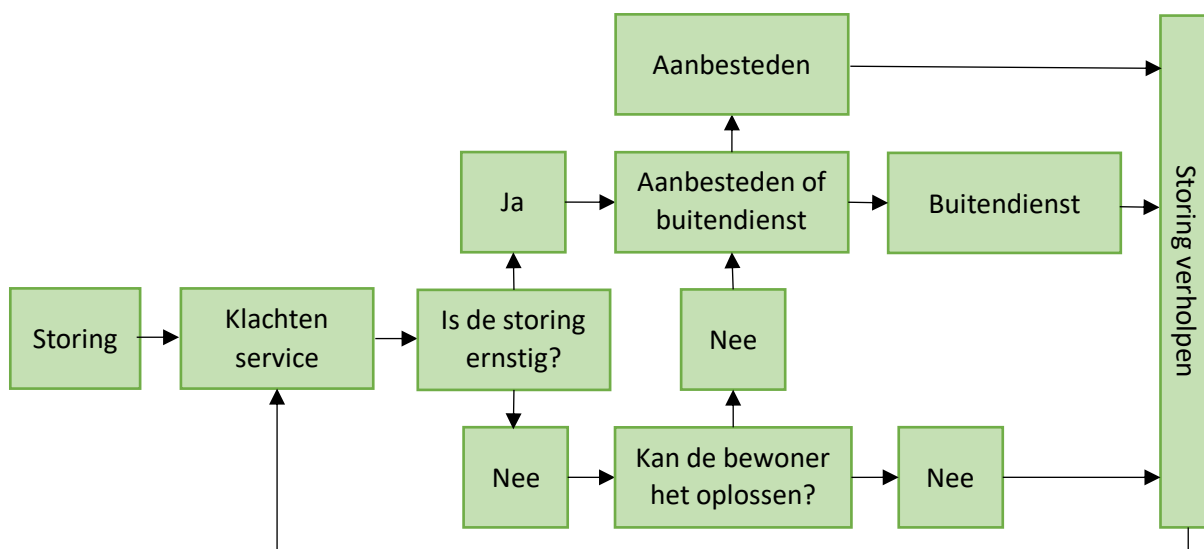 Aanbesteden
Ja
Aanbesteden of
buitendienst
Buitendienst
Storing
Klachten
service
Is de storing
ernstig?
Nee
Nee
Kan de bewoner
het oplossen?
Nee
Storing verholpen